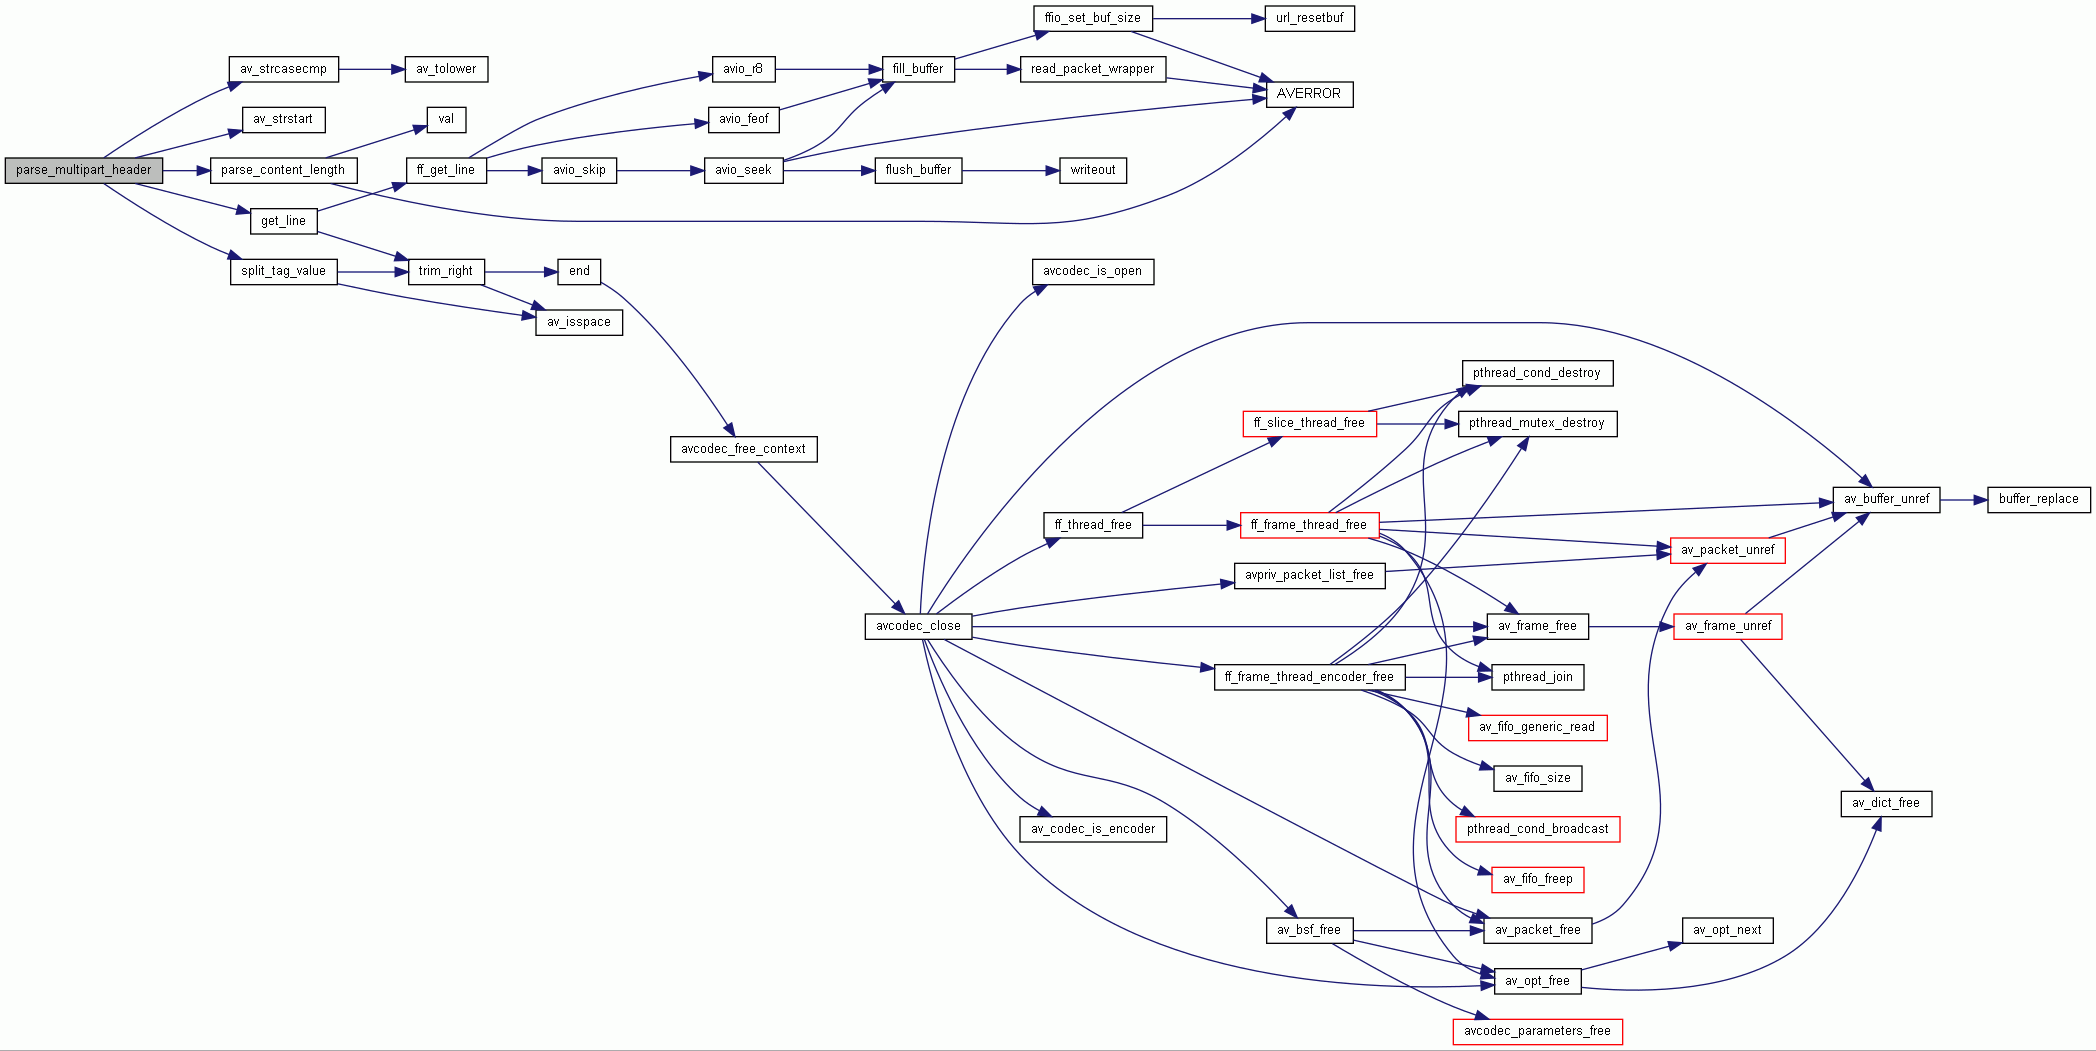 ffio_set_buf_size
url_resetbuf
av_strcasecmp
av_tolower
avio_r8
fill_buffer
read_packet_wrapper
AVERROR
av_strstart
val
avio_feof
parse_multipart_header
parse_content_length
ff_get_line
avio_skip
avio_seek
flush_buffer
writeout
get_line
split_tag_value
trim_right
end
avcodec_is_open
av_isspace
pthread_cond_destroy
ff_slice_thread_free
pthread_mutex_destroy
avcodec_free_context
av_buffer_unref
buffer_replace
ff_thread_free
ff_frame_thread_free
av_packet_unref
avpriv_packet_list_free
avcodec_close
av_frame_free
av_frame_unref
ff_frame_thread_encoder_free
pthread_join
av_fifo_generic_read
av_fifo_size
av_dict_free
av_codec_is_encoder
pthread_cond_broadcast
av_fifo_freep
av_bsf_free
av_packet_free
av_opt_next
av_opt_free
avcodec_parameters_free